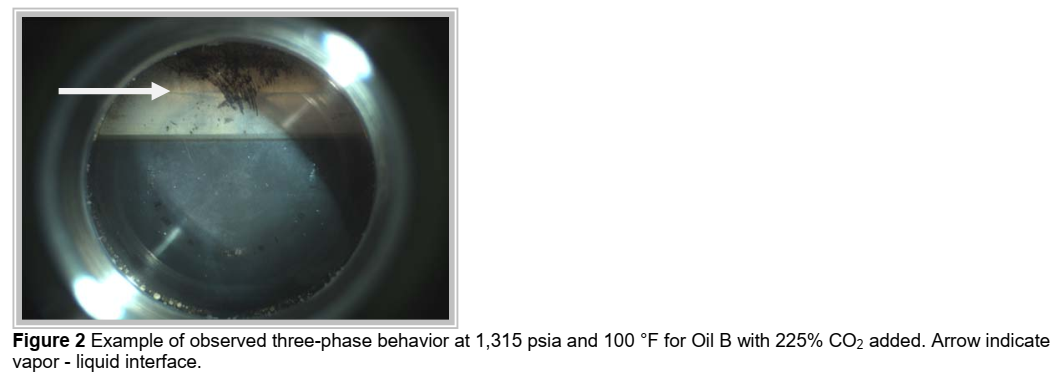 Figure 2 Example of observed three-phase behavior at 1,315 psia and 100 °F for Oil B with 225% CO₂ added. Arrow indicate
vapor - liquid interface.